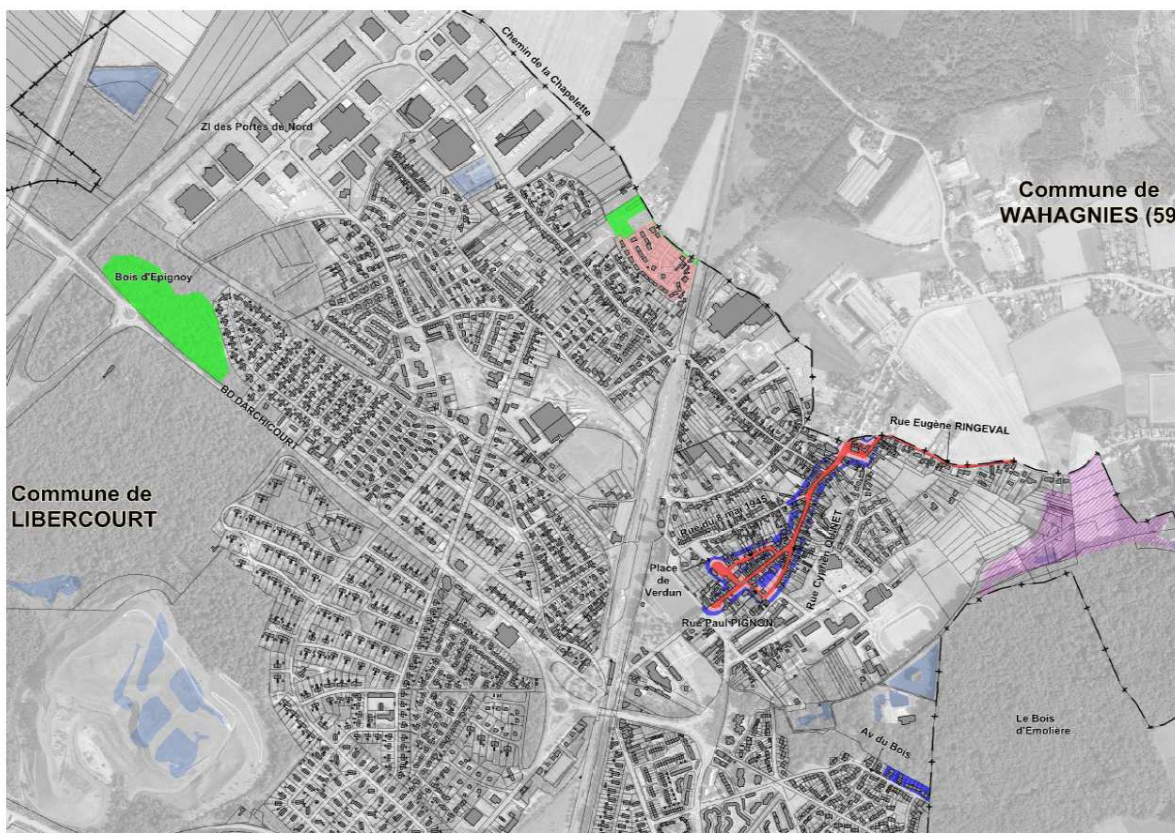 Chemin de la Chapelette
ZI des Portes du Nord
Commune de
WAHAGNIES (59
Bois d'Epignoy
BD DARCHICOURT
Rue Eugène RINGEVAL
Commune de
LIBERCOURT
Rue du 8 mai 1945
Place
de
Verdun
Rue Cyprien QUINET
Rue Paul PIGNON
Le Bois
d'Emolière
Av du Bois